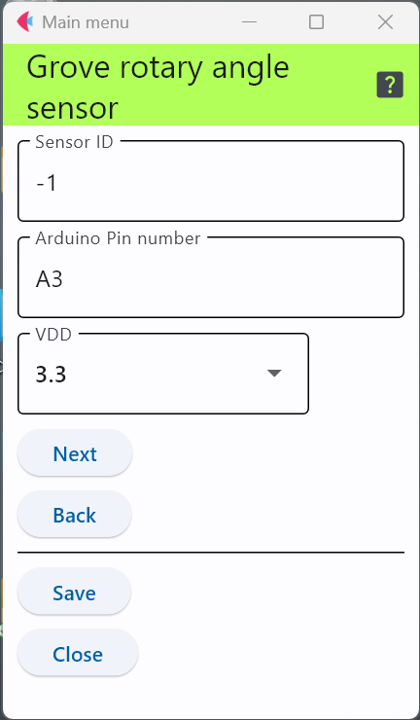 Main menu
Grove rotary angle
sensor
?
Sensor ID
-1
Arduino Pin number
A3
VDD
3.3
Next
Back
Save
Close